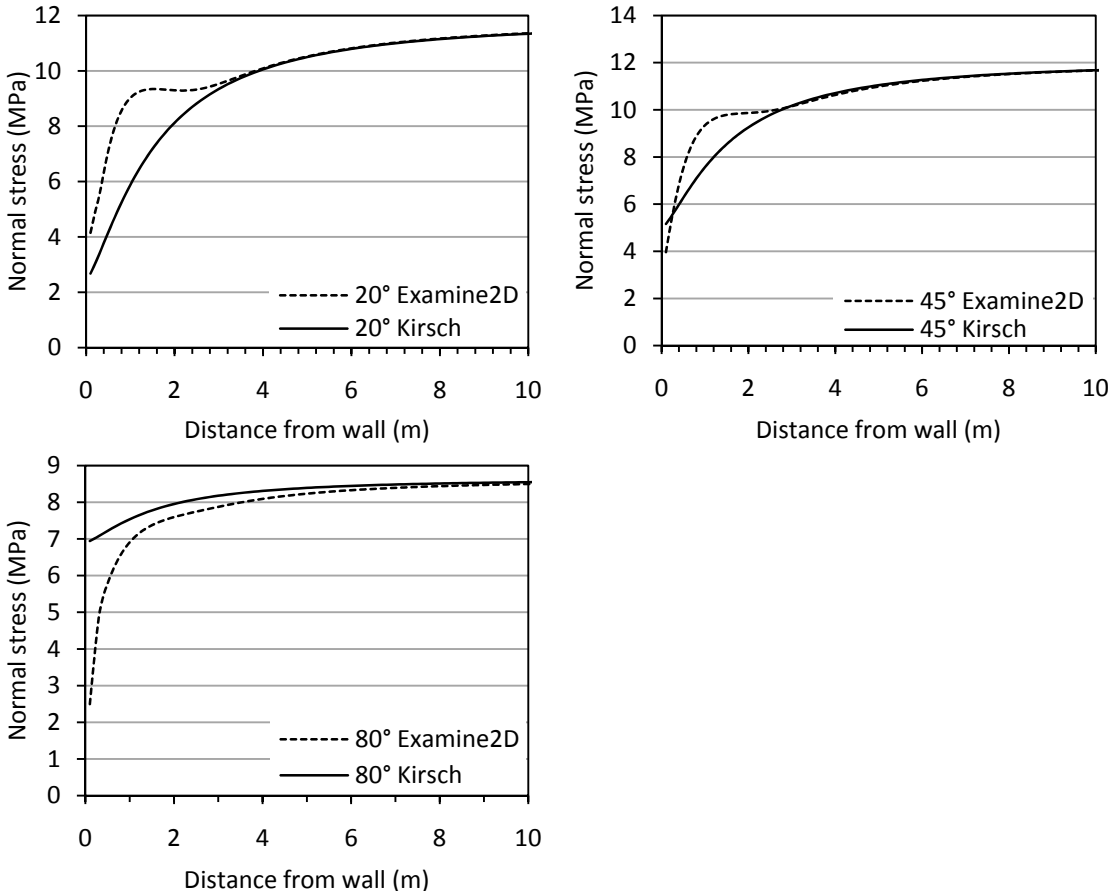 Normal stress (MPa)
12
10
8
6
4
2
0
20° Examine2D
20° Kirsch
0 2 4 6 8 10
Distance from wall (m)
Normal stress (MPa)
14
12
10
8
6
4
2
0
45° Examine2D
45° Kirsch
0 2 4 6 8 10
Distance from wall (m)
Normal stress (MPa)
9
8
7
6
5
4
3
2
1
0
80° Examine2D
80° Kirsch
0 2 4 6 8 10
Distance from wall (m)